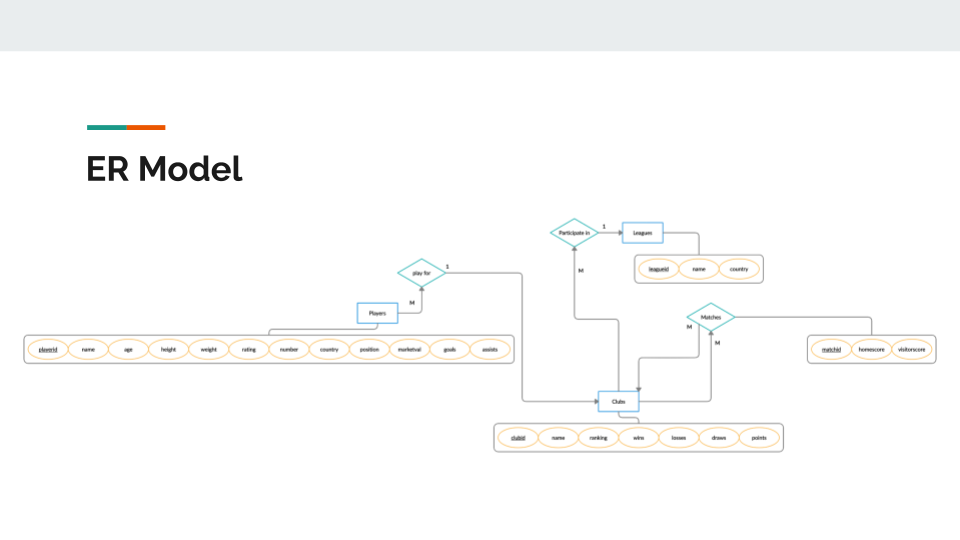 ER Model
Participate in
1
Leagues
M
leagueid name country
play for
1
M
Players
playerid name age height weight rating number country position marketval goals assists
Matches
M
M
matchid homescore visitorscore
Clubs
clubid name ranking wins losses draws points